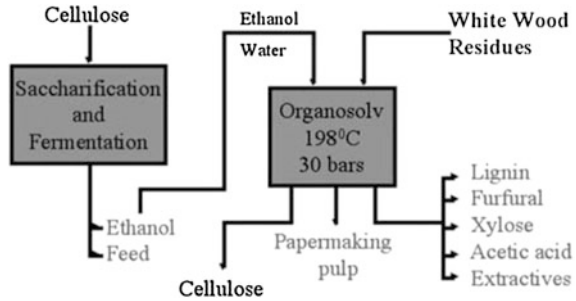 Cellulose
Saccharification
and
Fermentation
Ethanol
Feed
Ethanol
Water
White Wood
Residues
Organosolv
198⁰C
30 bars
Cellulose
Papermaking
pulp
Lignin
Furfural
Xylose
Acetic acid
Extractives